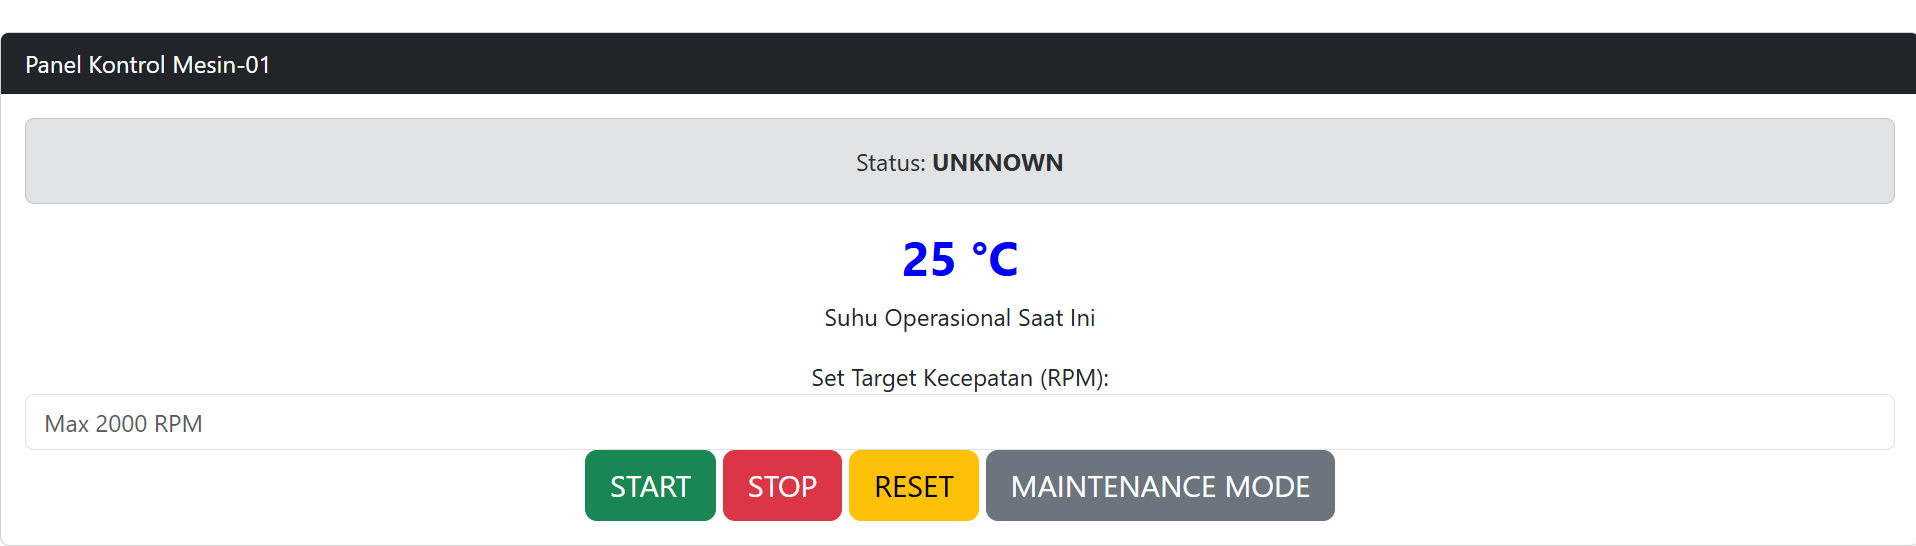 Panel Kontrol Mesin-01
Status: UNKNOWN
25 °C
Suhu Operasional Saat Ini
Set Target Kecepatan (RPM):
Max 2000 RPM
START STOP RESET MAINTENANCE MODE